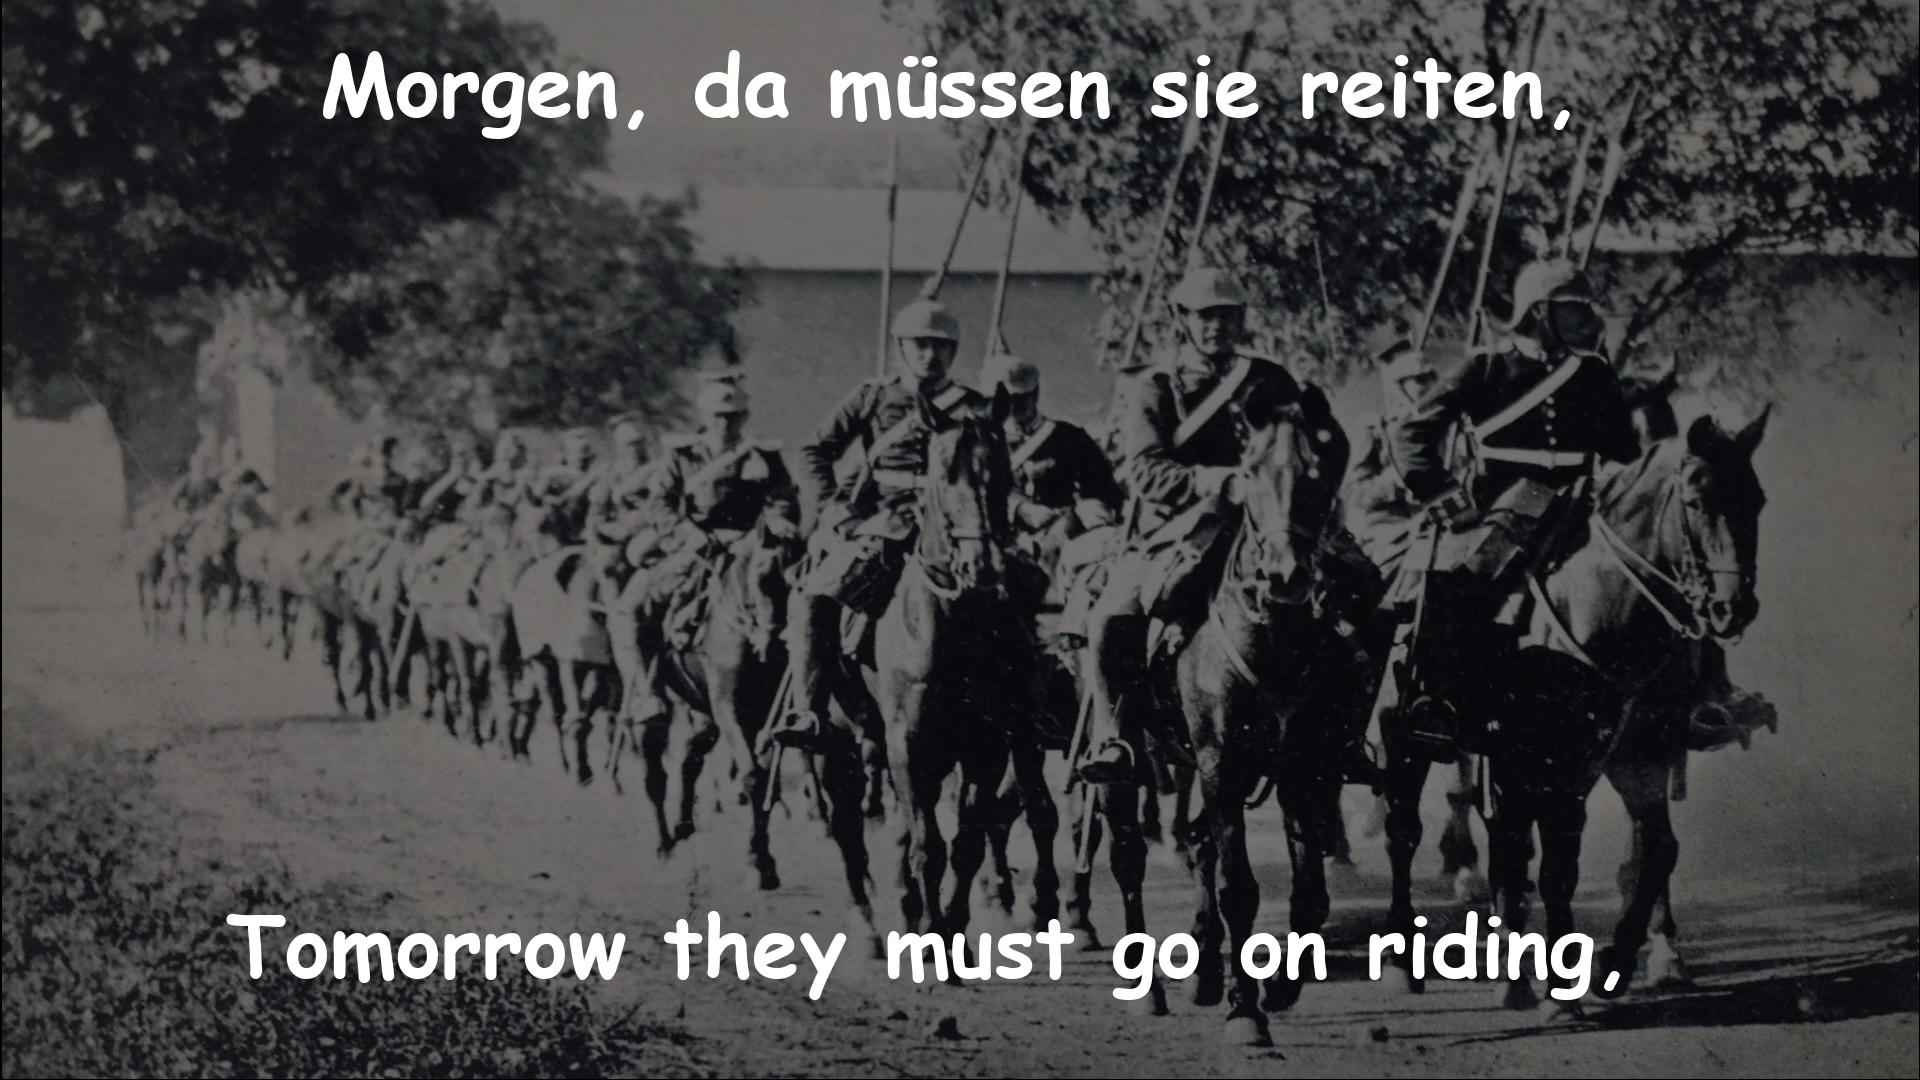 Morgen, da müssen sie reiten,
Tomorrow they must go on riding,